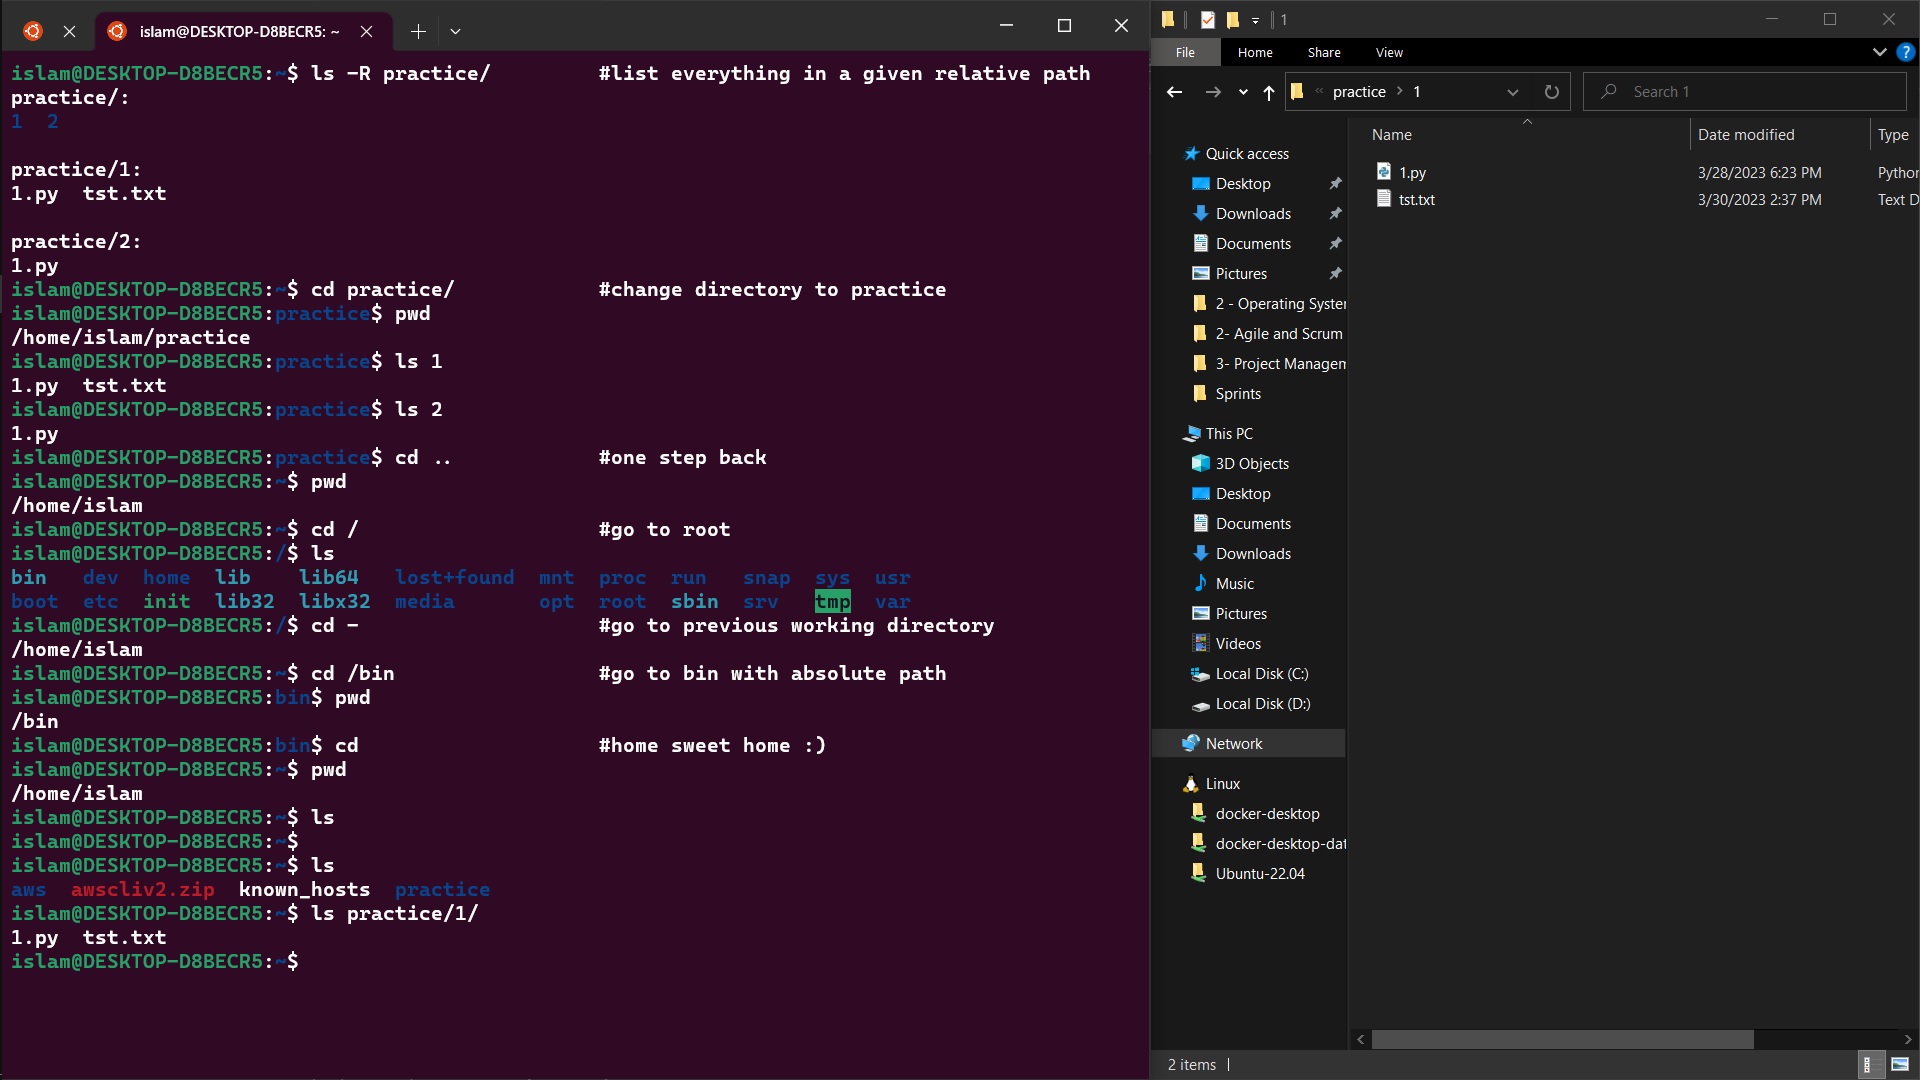 islam@DESKTOP-D8BECR5: ~
islam@DESKTOP-D8BECR5:~$ ls -R practice/ #list everything in a given relative path
practice/:
1 2
practice/1:
1.py tst.txt
practice/2:
1.py
islam@DESKTOP-D8BECR5:~$ cd practice/ #change directory to practice
islam@DESKTOP-D8BECR5:practice$ pwd
/home/islam/practice
islam@DESKTOP-D8BECR5:practice$ ls 1
1.py tst.txt
islam@DESKTOP-D8BECR5:practice$ ls 2
1.py
islam@DESKTOP-D8BECR5:practice$ cd .. #one step back
islam@DESKTOP-D8BECR5:~$ pwd
/home/islam
islam@DESKTOP-D8BECR5:~$ cd / #go to root
islam@DESKTOP-D8BECR5:/$ ls
bin dev home lib lib64 lost+found mnt proc run snap sys usr
boot etc init lib32 libx32 media opt root sbin srv tmp var
islam@DESKTOP-D8BECR5:/$ cd - #go to previous working directory
/home/islam
islam@DESKTOP-D8BECR5:~$ cd /bin #go to bin with absolute path
islam@DESKTOP-D8BECR5:bin$ pwd
/bin
islam@DESKTOP-D8BECR5:bin$ cd #home sweet home :)
islam@DESKTOP-D8BECR5:~$ pwd
/home/islam
islam@DESKTOP-D8BECR5:~$ ls
islam@DESKTOP-D8BECR5:~$
islam@DESKTOP-D8BECR5:~$ ls
aws awscliv2.zip known_hosts practice
islam@DESKTOP-D8BECR5:~$ ls practice/1/
1.py tst.txt
islam@DESKTOP-D8BECR5:~$
1
File Home Share View
practice > 1
Search 1
Name Date modified Type
1.py 3/28/2023 6:23 PM Python
tst.txt 3/30/2023 2:37 PM Text D
Quick access
Desktop
Downloads
Documents
Pictures
2 - Operating Syster
2- Agile and Scrum
3- Project Managem
Sprints
This PC
3D Objects
Desktop
Documents
Downloads
Music
Pictures
Videos
Local Disk (C:)
Local Disk (D:)
Network
Linux
docker-desktop
docker-desktop-dat
Ubuntu-22.04
2 items